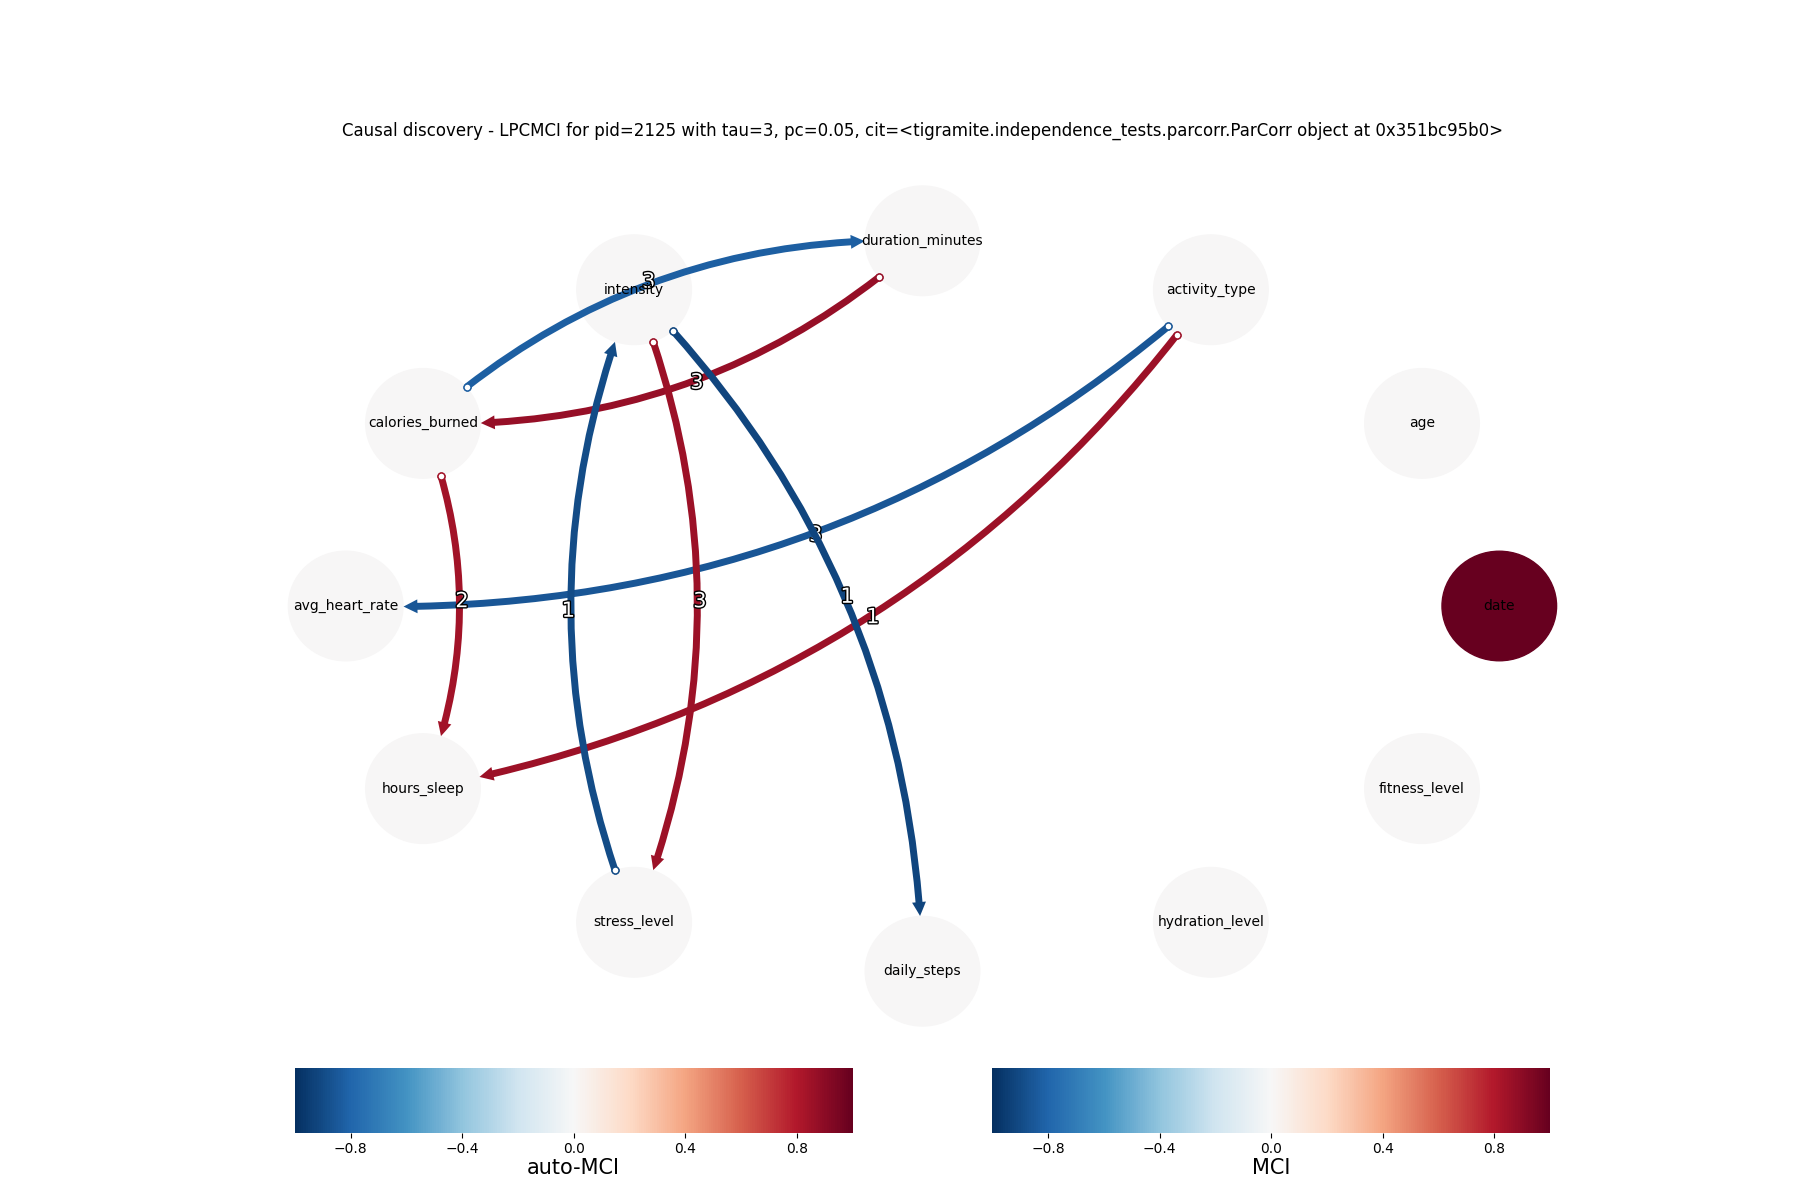 Causal discovery - LPCMCI for pid=2125 with tau=3, pc=0.05, cit=<tigramite.independence_tests.parcorr.ParCorr object at 0x351bc95b0>
duration_minutes
3
intensity
activity_type
3
calories_burned
age
3
2
1
3
1
1
avg_heart_rate
date
hours_sleep
fitness_level
stress_level
hydration_level
daily_steps
−0.8 −0.4 0.0 0.4 0.8
auto-MCI
−0.8 −0.4 0.0 0.4 0.8
MCI